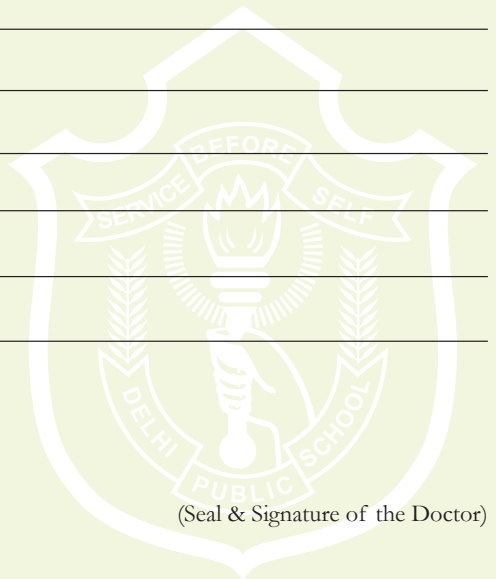 SERVICE BEFORE SELF
DELHI PUBLIC SCHOOL
(Seal & Signature of the Doctor)